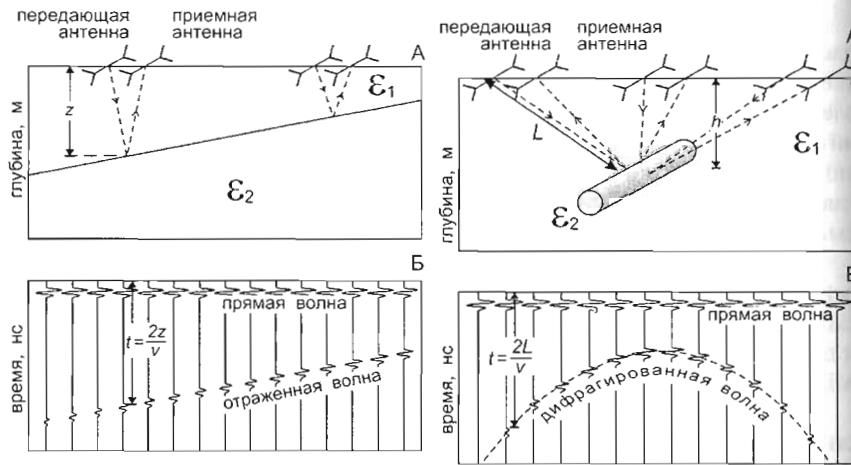 передающая приемная
антенна антенна
А
z
глубина, м
ε1
ε2
Б
прямая волна
t=2z/v
отраженная волна
время, нс
передающая приемная
антенна антенна
L
h
глубина, м
ε1
ε2
прямая волна
t=2L/v
дифрагированная волна
время, нс